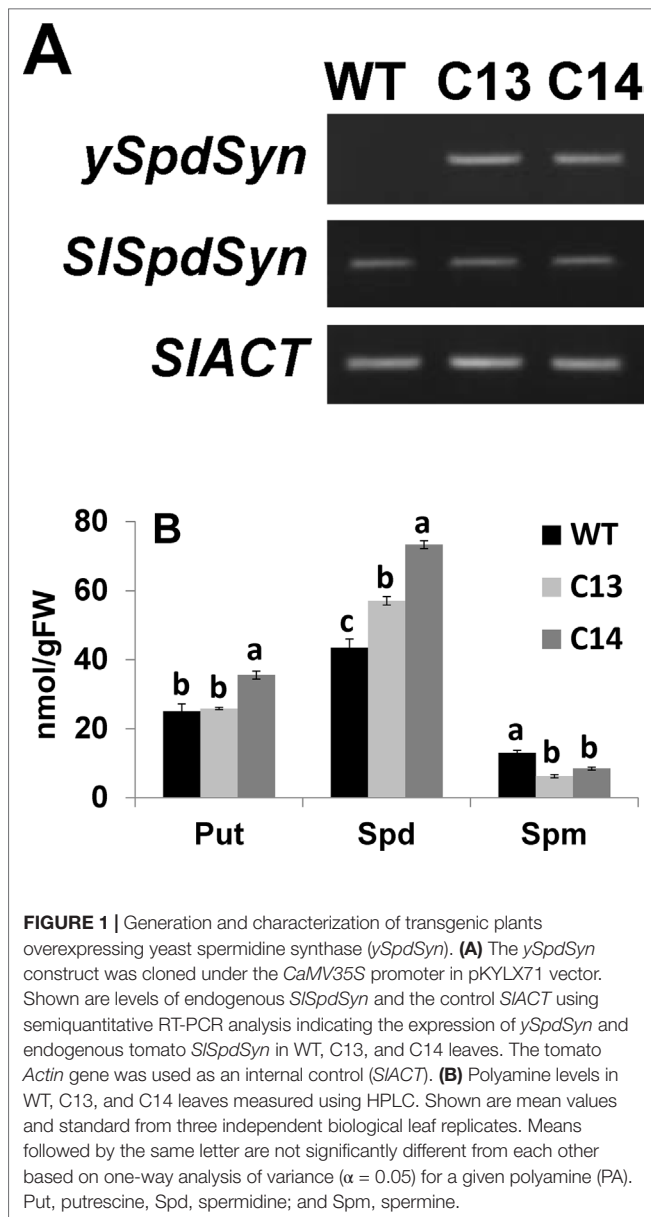 A
WT C13 C14
ySpdSyn
SlSpdSyn
SlACT
B
80
60
40
20
0
nmol/gFW
b b a
c b a
a b b
WT
C13
C14
Put Spd Spm
FIGURE 1 | Generation and characterization of transgenic plants
overexpressing yeast spermidine synthase (ySpdSyn). (A) The ySpdSyn
construct was cloned under the CaMV35S promoter in pKYLX71 vector.
Shown are levels of endogenous SlSpdSyn and the control SlACT using
semiquantitative RT-PCR analysis indicating the expression of ySpdSyn and
endogenous tomato SlSpdSyn in WT, C13, and C14 leaves. The tomato
Actin gene was used as an internal control (SlACT). (B) Polyamine levels in
WT, C13, and C14 leaves measured using HPLC. Shown are mean values
and standard from three independent biological leaf replicates. Means
followed by the same letter are not significantly different from each other
based on one-way analysis of variance (α = 0.05) for a given polyamine (PA).
Put, putrescine, Spd, spermidine; and Spm, spermine.